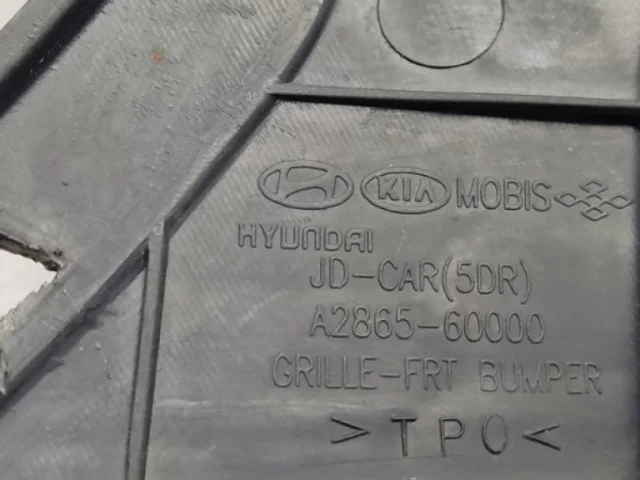 KIA MOBIS
HYUNDAI
JD-CAR(5DR)
A2865-60000
GRILLE-FRT BUMPER
>TPO<